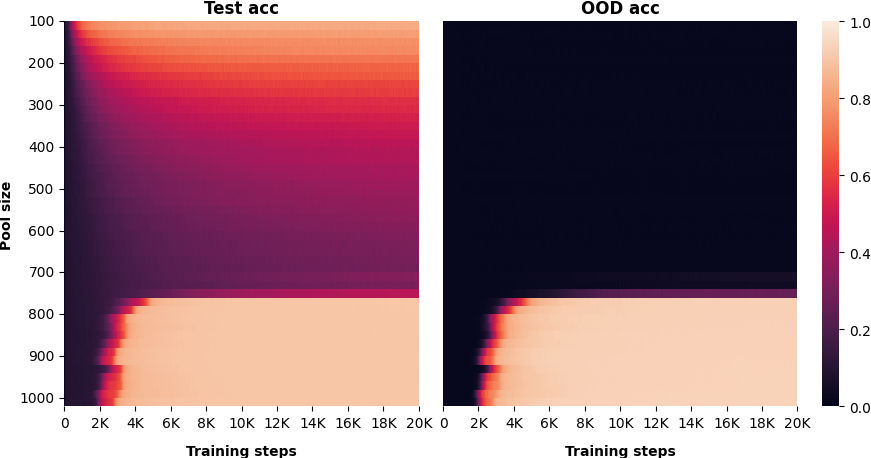 Test acc
OOD acc
Pool size
100
200
300
400
500
600
700
800
900
1000
0 2K 4K 6K 8K 10K 12K 14K 16K 18K 20K
0 2K 4K 6K 8K 10K 12K 14K 16K 18K 20K
Training steps
Training steps
1.0
0.8
0.6
0.4
0.2
0.0